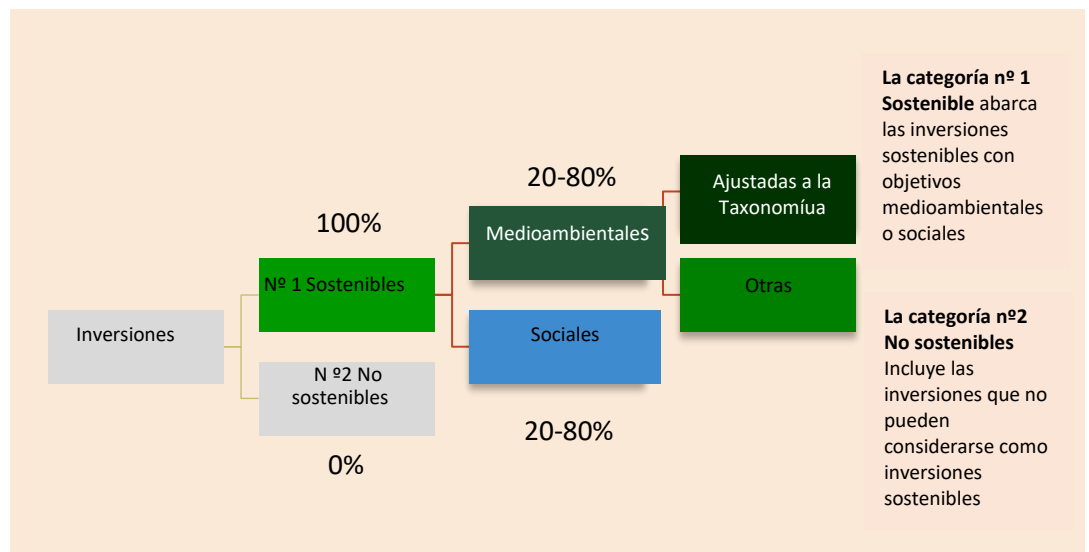 Inversiones
100%
Nº 1 Sostenibles
N º2 No
sostenibles
0%
20-80%
Medioambientales
Sociales
20-80%
Ajustadas a la
Taxonomíua
Otras
La categoría nº 1
Sostenible abarca
las inversiones
sostenibles con
objetivos
medioambientales
o sociales
La categoría nº2
No sostenibles
Incluye las
inversiones que no
pueden
considerarse como
inversiones
sostenibles